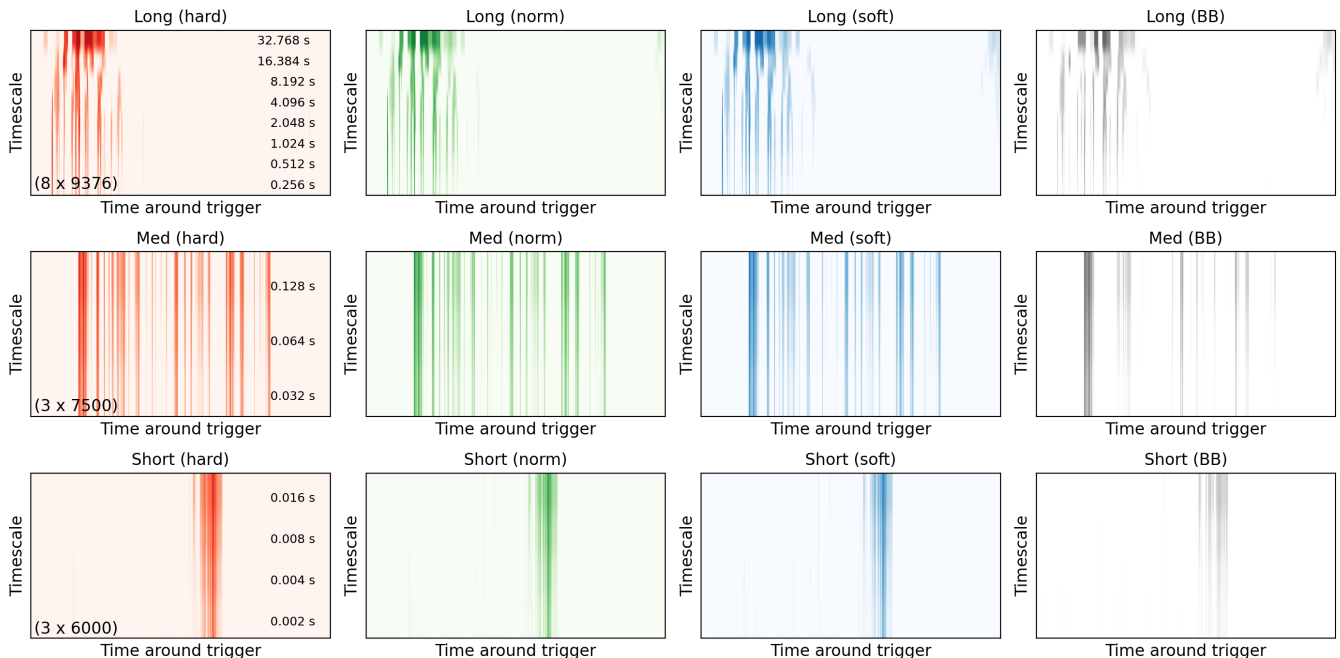 Long (hard)
Long (norm)
Long (soft)
Long (BB)
Timescale
32.768 s
16.384 s
8.192 s
4.096 s
2.048 s
1.024 s
0.512 s
0.256 s
(8 x 9376)
Timescale
Timescale
Timescale
Time around trigger
Time around trigger
Time around trigger
Time around trigger
Med (hard)
Med (norm)
Med (soft)
Med (BB)
Timescale
0.128 s
0.064 s
0.032 s
(3 x 7500)
Timescale
Timescale
Timescale
Time around trigger
Time around trigger
Time around trigger
Time around trigger
Short (hard)
Short (norm)
Short (soft)
Short (BB)
Timescale
0.016 s
0.008 s
0.004 s
0.002 s
(3 x 6000)
Timescale
Timescale
Timescale
Time around trigger
Time around trigger
Time around trigger
Time around trigger